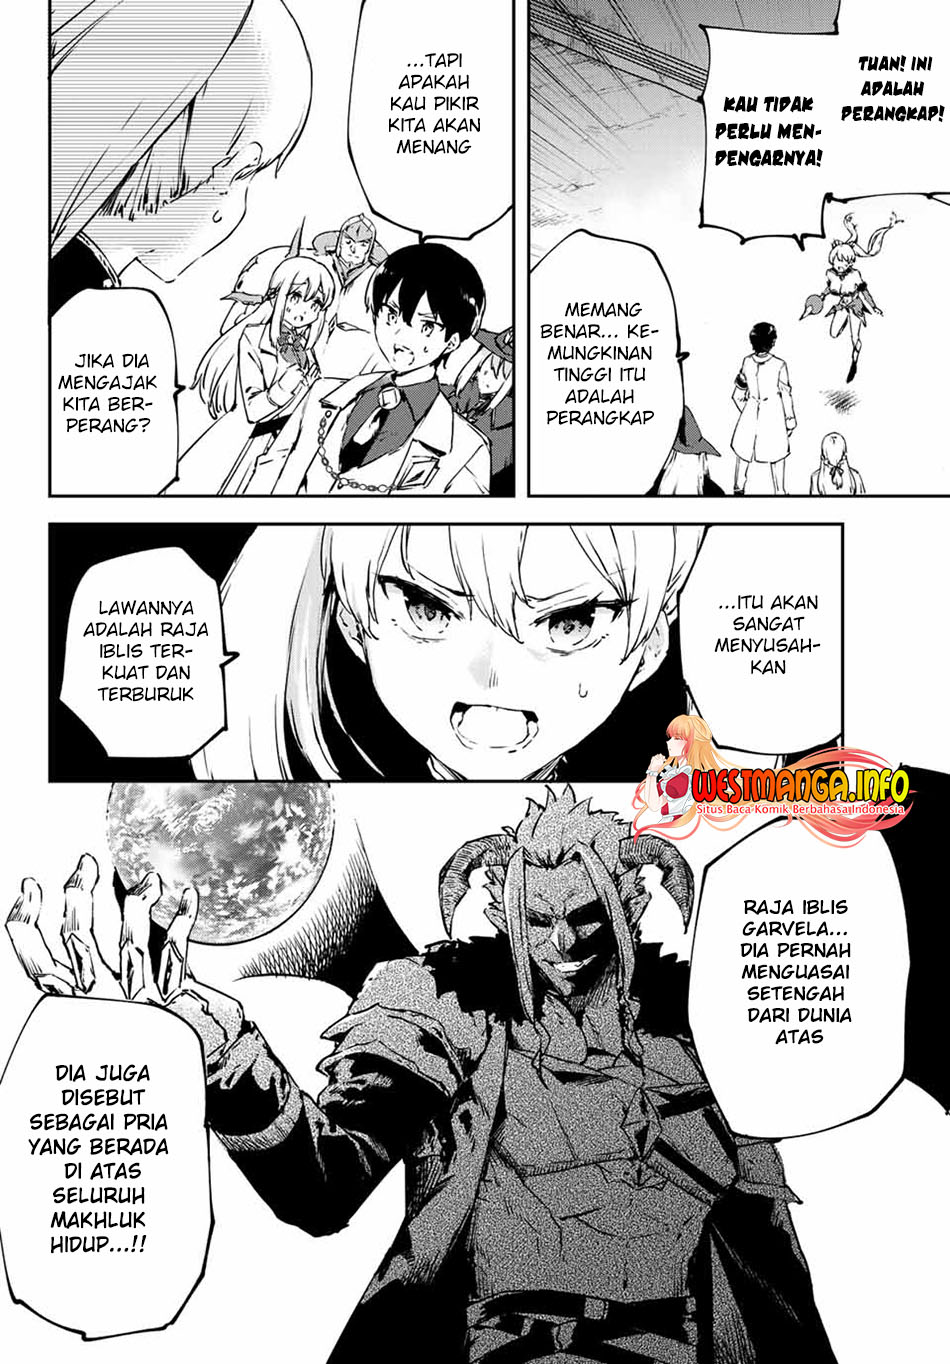 TUAN! INI
ADALAH
PERANGKAP!
KAU TIDAK
PERLU MEN-
PENGARNYA!
MEMANG
BENAR... KE-
MUNGKINAN
TINGGI ITU
ADALAH
PERANGKAP
...TAPI
APAKAH
KAU PIKIR
KITA AKAN
MENANG
JIKA DIA
MENGAJAK
KITA BER-
PERANG?
...ITU AKAN
SANGAT
MENYUSAH-
KAN
LAWANNYA
ADALAH RAJA
IBLIS TER-
KUAT DAN
TERBURUK
WESTMANGA.INFO
Situs Baca Komik Berbahasa Indonesia
RAJA IBLIS
GARVELA...
DIA PERNAH
MENGUASAI
SETENGAH
DARI DUNIA
ATAS
DIA JUGA
DISEBUT
SEBAGAI PRIA
YANG BERADA
DI ATAS
SELURUH
MAKHLUK
HIDUP...!!